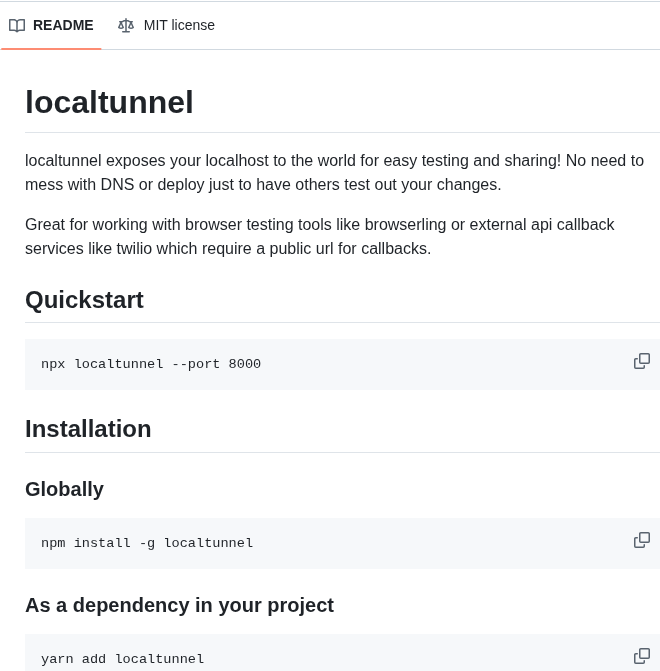 README MIT license
localtunnel
localtunnel exposes your localhost to the world for easy testing and sharing! No need to
mess with DNS or deploy just to have others test out your changes.
Great for working with browser testing tools like browserling or external api callback
services like twilio which require a public url for callbacks.
Quickstart
npx localtunnel --port 8000
Installation
Globally
npm install -g localtunnel
As a dependency in your project
yarn add localtunnel